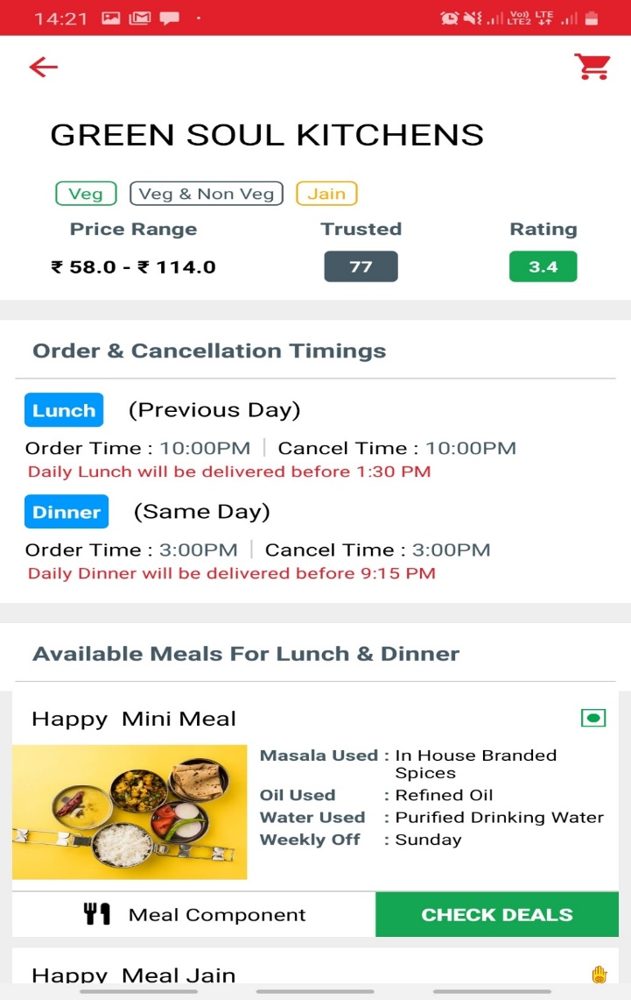 14:21
Vo)) LTE2 LTE
GREEN SOUL KITCHENS
Veg Veg & Non Veg Jain
Price Range Trusted Rating
₹ 58.0 - ₹ 114.0 77 3.4
Order & Cancellation Timings
Lunch (Previous Day)
Order Time : 10:00PM | Cancel Time : 10:00PM
Daily Lunch will be delivered before 1:30 PM
Dinner (Same Day)
Order Time : 3:00PM | Cancel Time : 3:00PM
Daily Dinner will be delivered before 9:15 PM
Available Meals For Lunch & Dinner
Happy Mini Meal
Masala Used : In House Branded
Spices
Oil Used : Refined Oil
Water Used : Purified Drinking Water
Weekly Off : Sunday
Meal Component CHECK DEALS
Happy Meal Jain